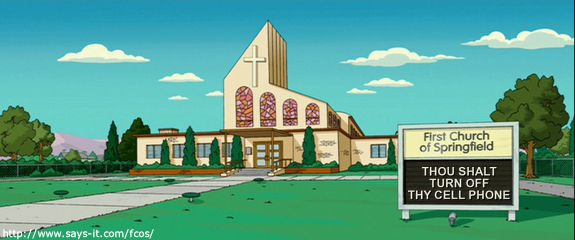 First Church
of Springfield
THOU SHALT
TURN OFF
THY CELL PHONE
http://www.says-it.com/fcos/